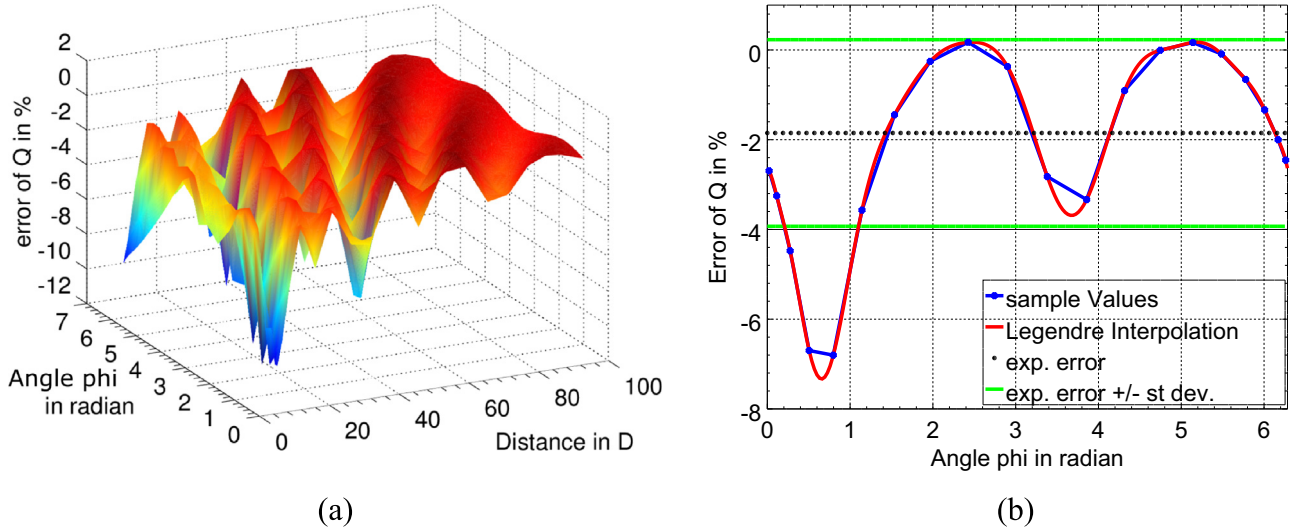 error of Q in %
2
0
-2
-4
-6
-8
-10
-12
7
6
5
4
3
2
1
0
Angle phi
in radian
0
20
40
60
80
100
Distance in D
(a)
Error of Q in %
0
-2
-4
-6
-8
0
1
2
3
4
5
6
Angle phi in radian
sample Values
Legendre Interpolation
exp. error
exp. error +/- st dev.
(b)